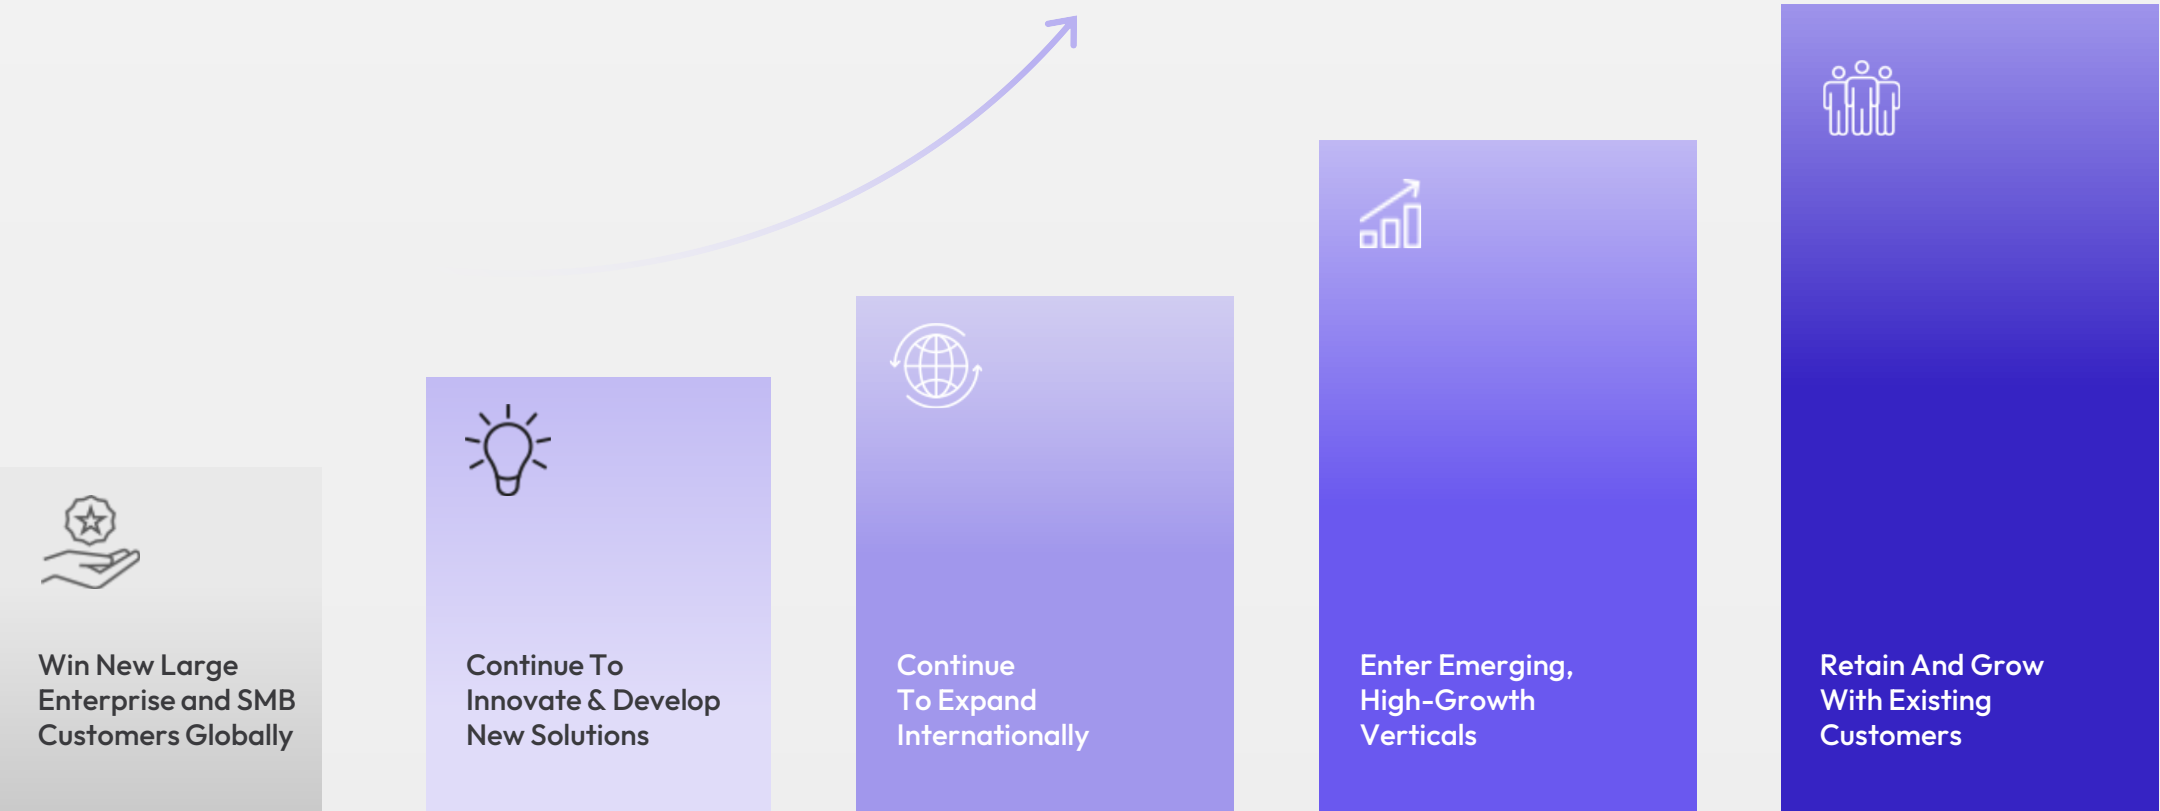 Win New Large
Enterprise and SMB
Customers Globally
Continue To
Innovate & Develop
New Solutions
Continue
To Expand
Internationally
Enter Emerging,
High-Growth
Verticals
Retain And Grow
With Existing
Customers